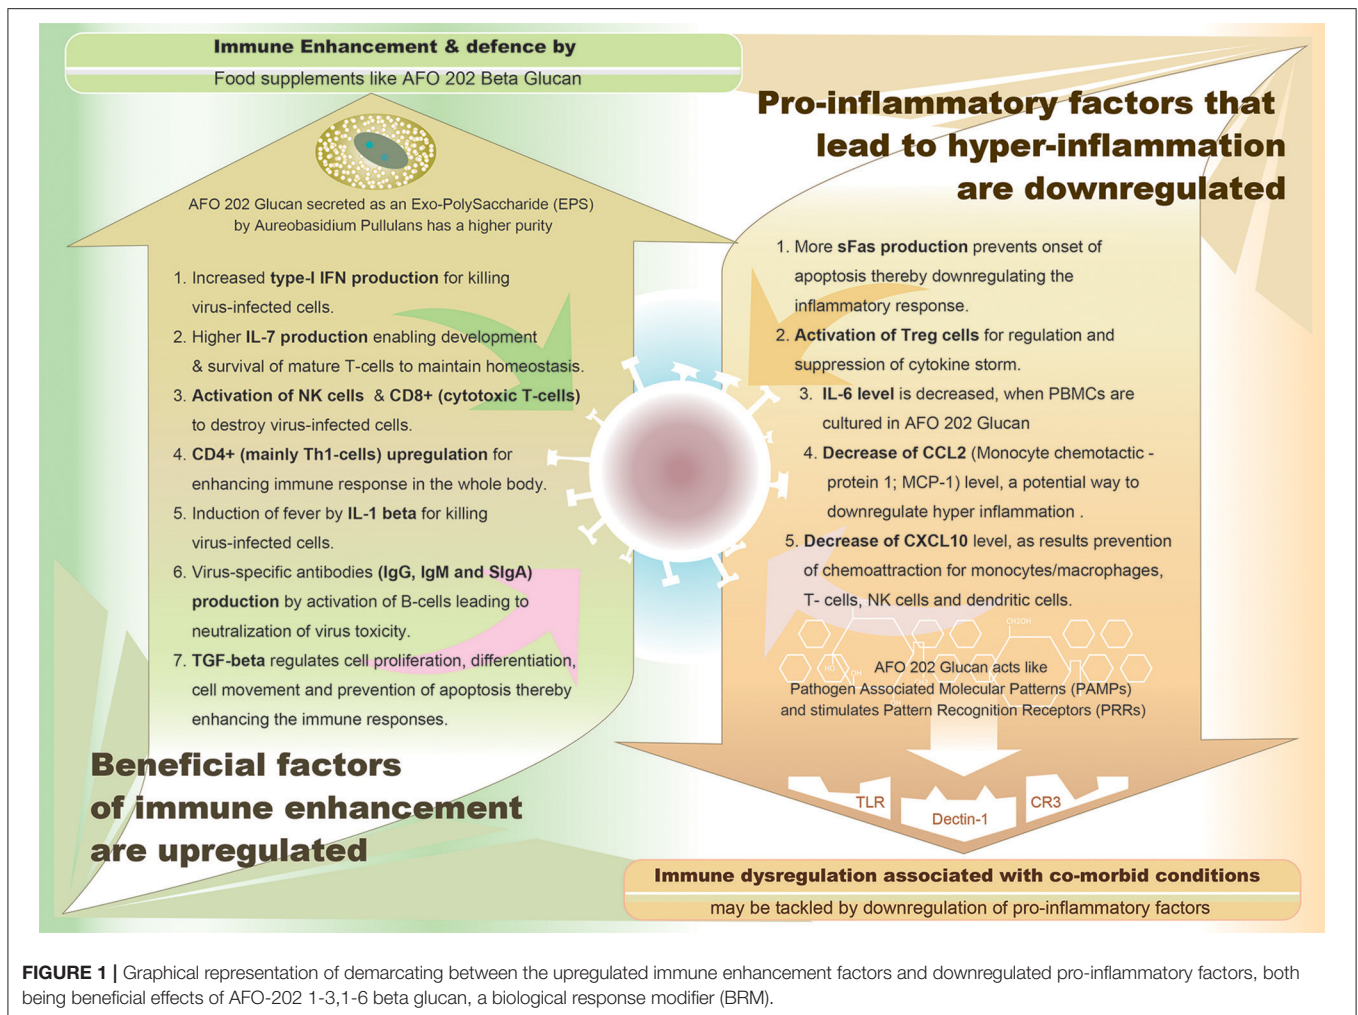 Immune Enhancement & defence by
Food supplements like AFO 202 Beta Glucan
AFO 202 Glucan secreted as an Exo-PolySaccharide (EPS)
by Aureobasidium Pullulans has a higher purity
1. Increased type-I IFN production for killing
virus-infected cells.
2. Higher IL-7 production enabling development
& survival of mature T-cells to maintain homeostasis.
3. Activation of NK cells & CD8+ (cytotoxic T-cells)
to destroy virus-infected cells.
4. CD4+ (mainly Th1-cells) upregulation for
enhancing immune response in the whole body.
5. Induction of fever by IL-1 beta for killing
virus-infected cells.
6. Virus-specific antibodies (IgG, IgM and SIgA)
production by activation of B-cells leading to
neutralization of virus toxicity.
7. TGF-beta regulates cell proliferation, differentiation,
cell movement and prevention of apoptosis thereby
enhancing the immune responses.
Beneficial factors
of immune enhancement
are upregulated
Pro-inflammatory factors that
lead to hyper-inflammation
are downregulated
1. More sFas production prevents onset of
apoptosis thereby downregulating the
inflammatory response.
2. Activation of Treg cells for regulation and
suppression of cytokine storm.
3. IL-6 level is decreased, when PBMCs are
cultured in AFO 202 Glucan
4. Decrease of CCL2 (Monocyte chemotactic -
protein 1; MCP-1) level, a potential way to
downregulate hyper inflammation .
5. Decrease of CXCL10 level, as results prevention
of chemoattraction for monocytes/macrophages,
T- cells, NK cells and dendritic cells.
CH2OH
HO
OH
AFO 202 Glucan acts like
Pathogen Associated Molecular Patterns (PAMPs)
and stimulates Pattern Recognition Receptors (PRRs)
TLR
Dectin-1
CR3
Immune dysregulation associated with co-morbid conditions
may be tackled by downregulation of pro-inflammatory factors
FIGURE 1 | Graphical representation of demarcating between the upregulated immune enhancement factors and downregulated pro-inflammatory factors, both
being beneficial effects of AFO-202 1-3,1-6 beta glucan, a biological response modifier (BRM).